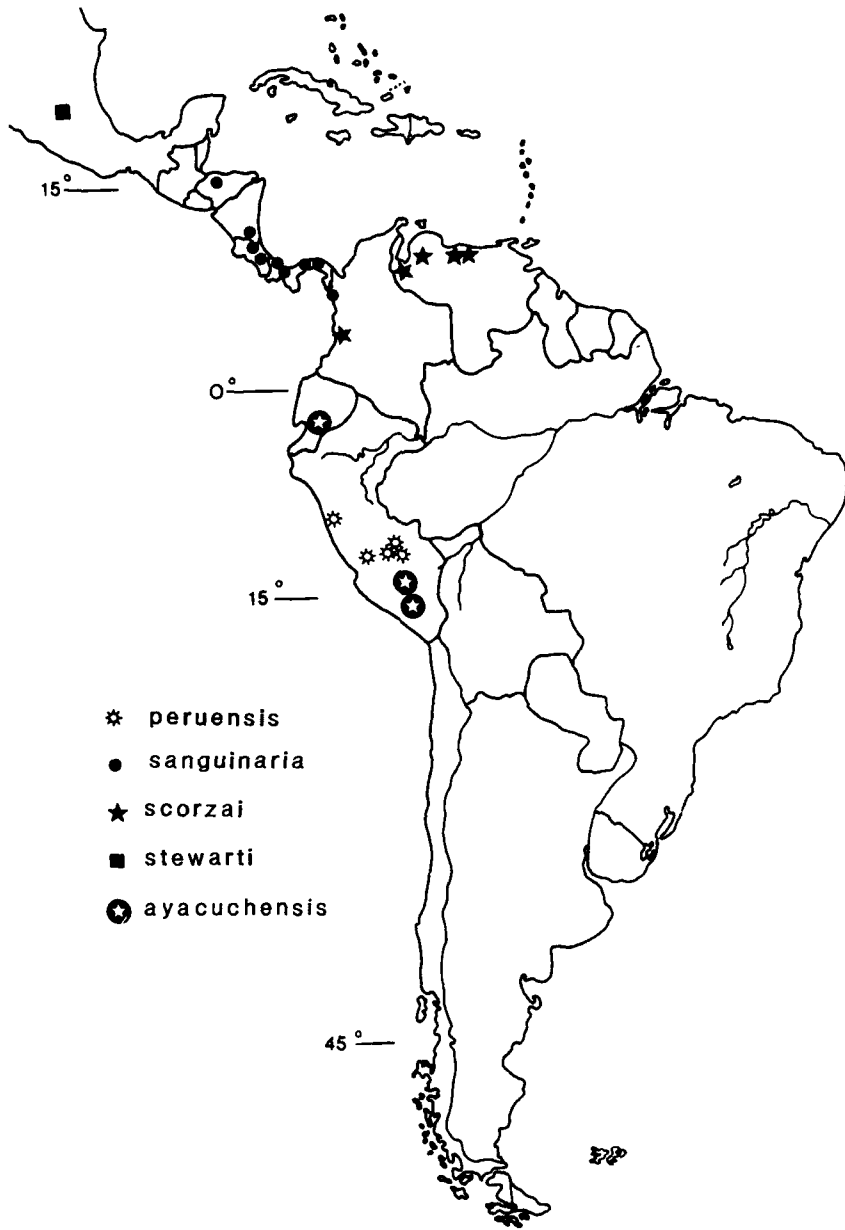 15°
0°
15°
peruensis
sanguinaria
scorzai
stewarti
ayacuchensis
45°